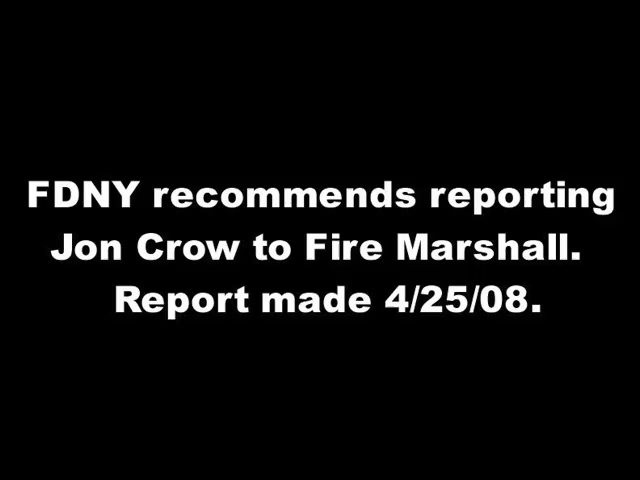 FDNY recommends reporting
Jon Crow to Fire Marshall.
Report made 4/25/08.